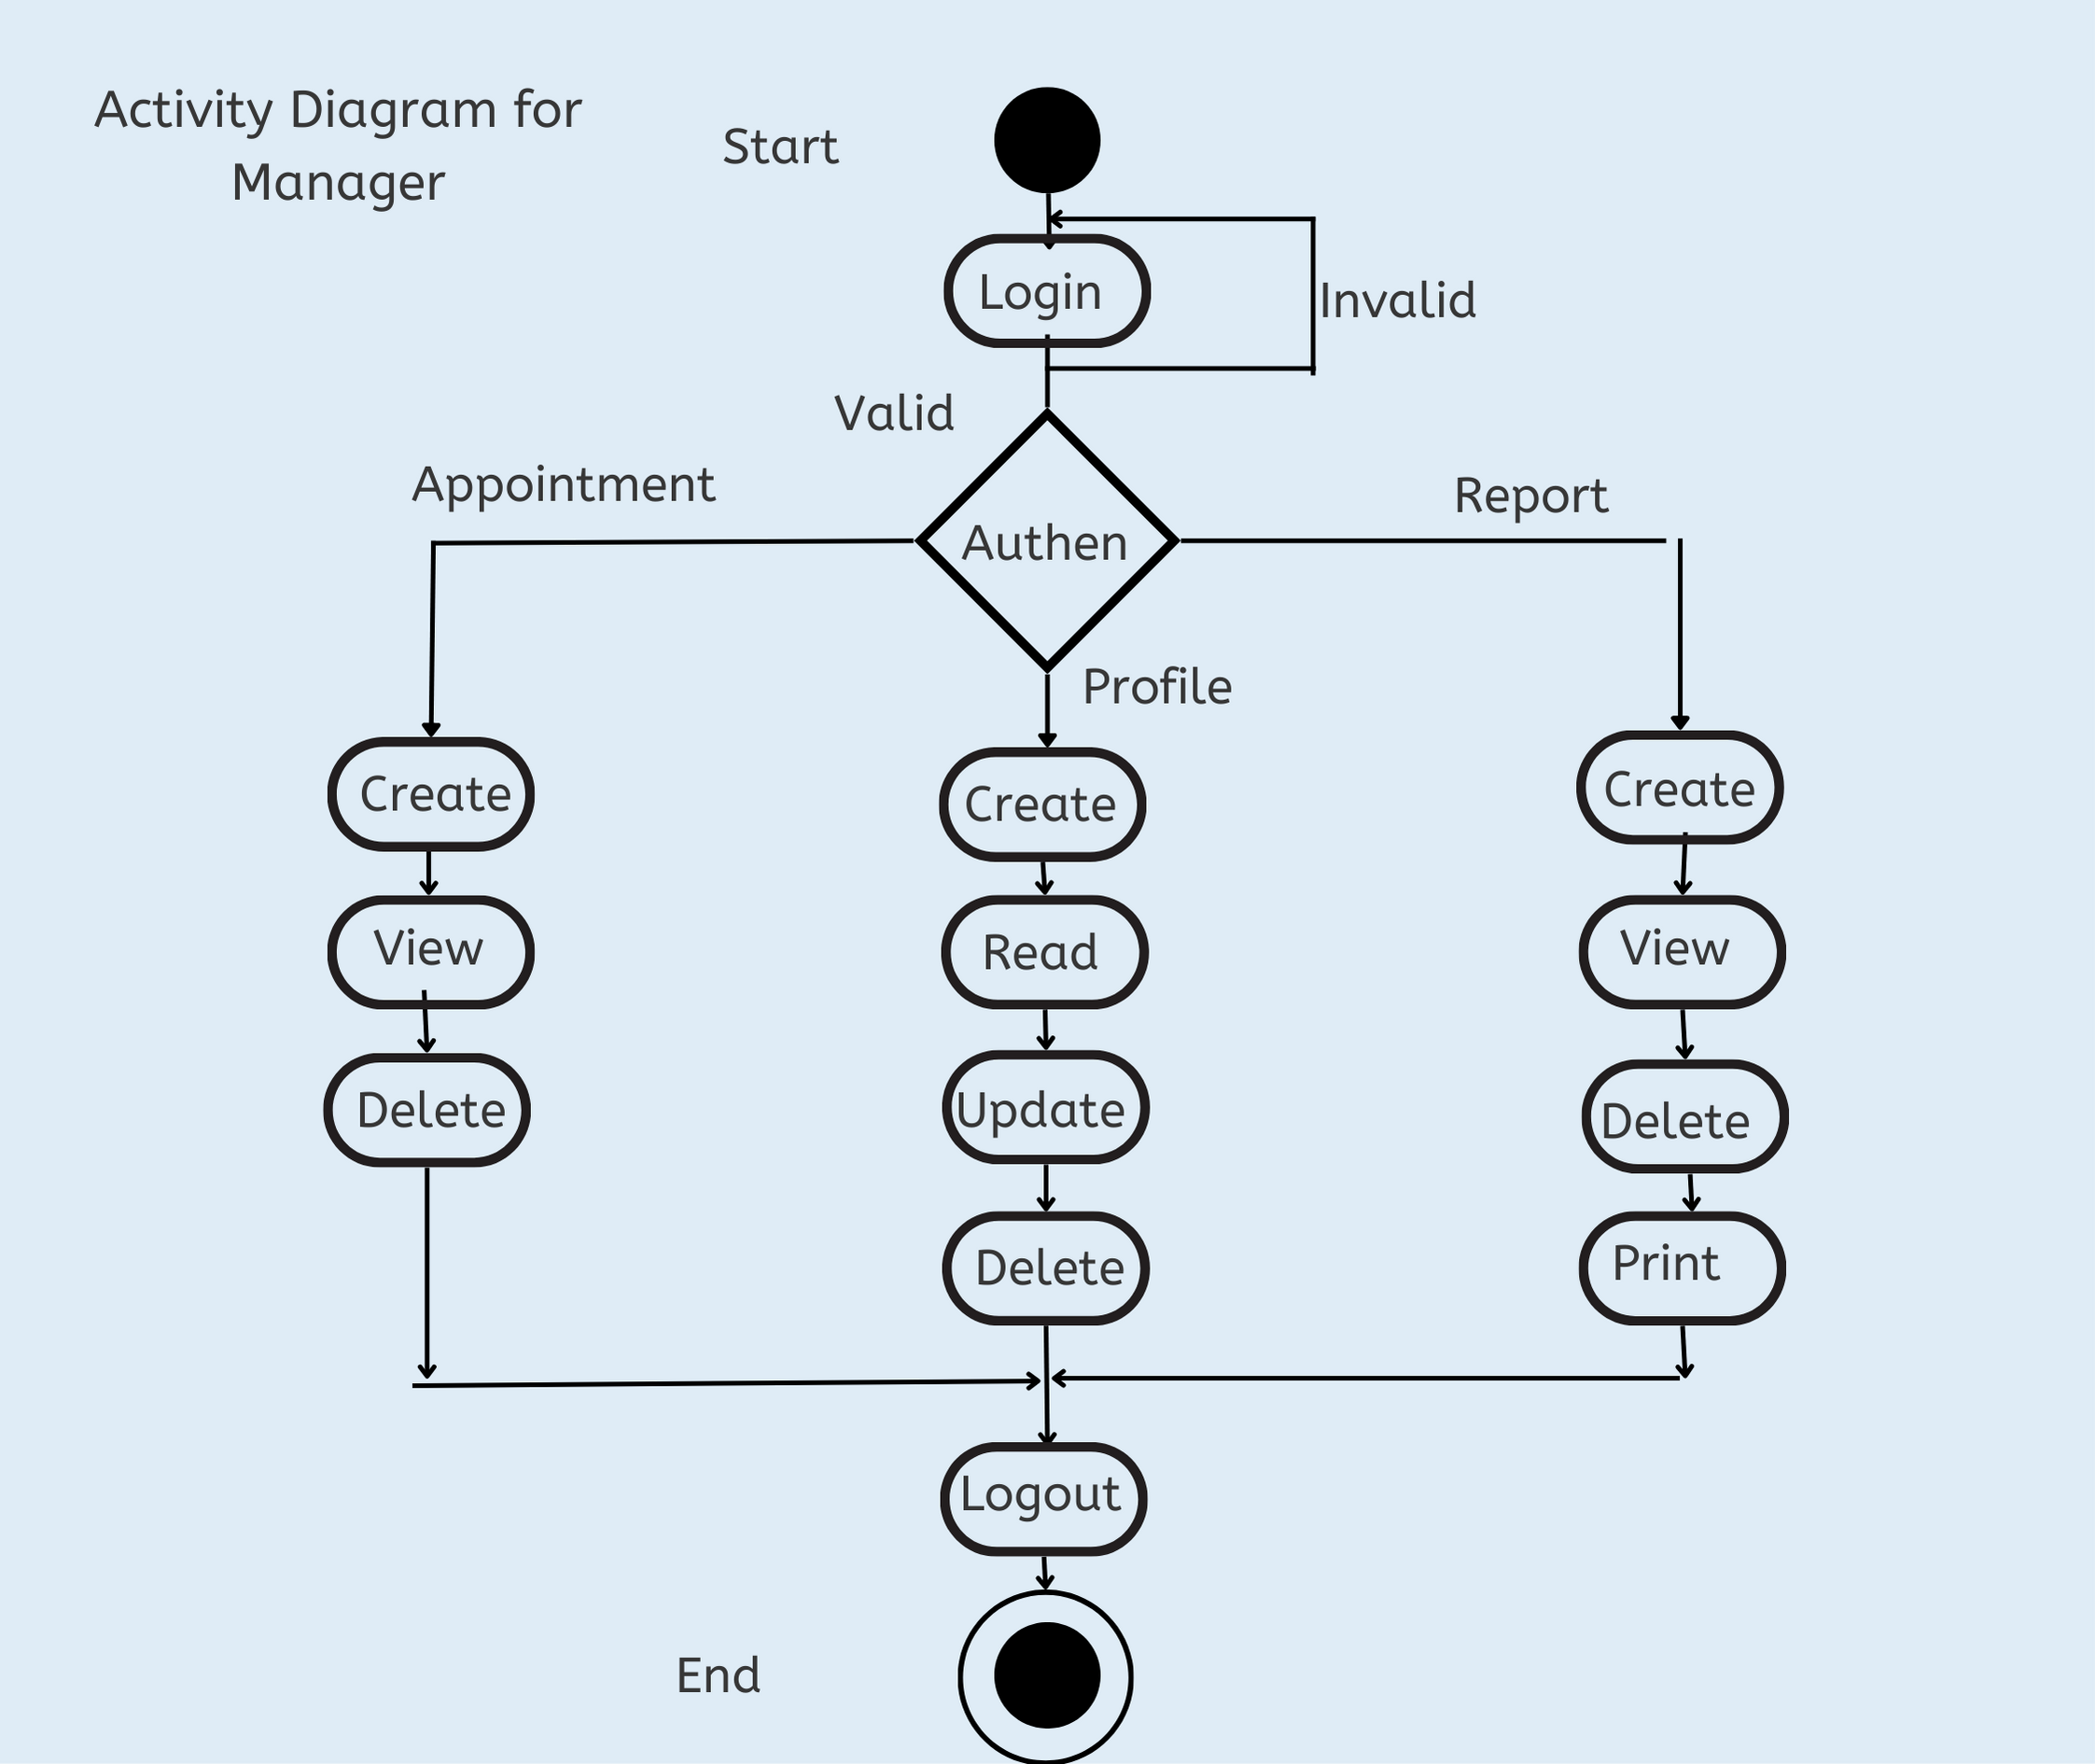 Activity Diagram for
Manager
Start
Login
Invalid
Valid
Appointment
Report
Authen
Profile
Create
Create
Create
View
Read
View
Delete
Update
Delete
Delete
Print
Logout
End